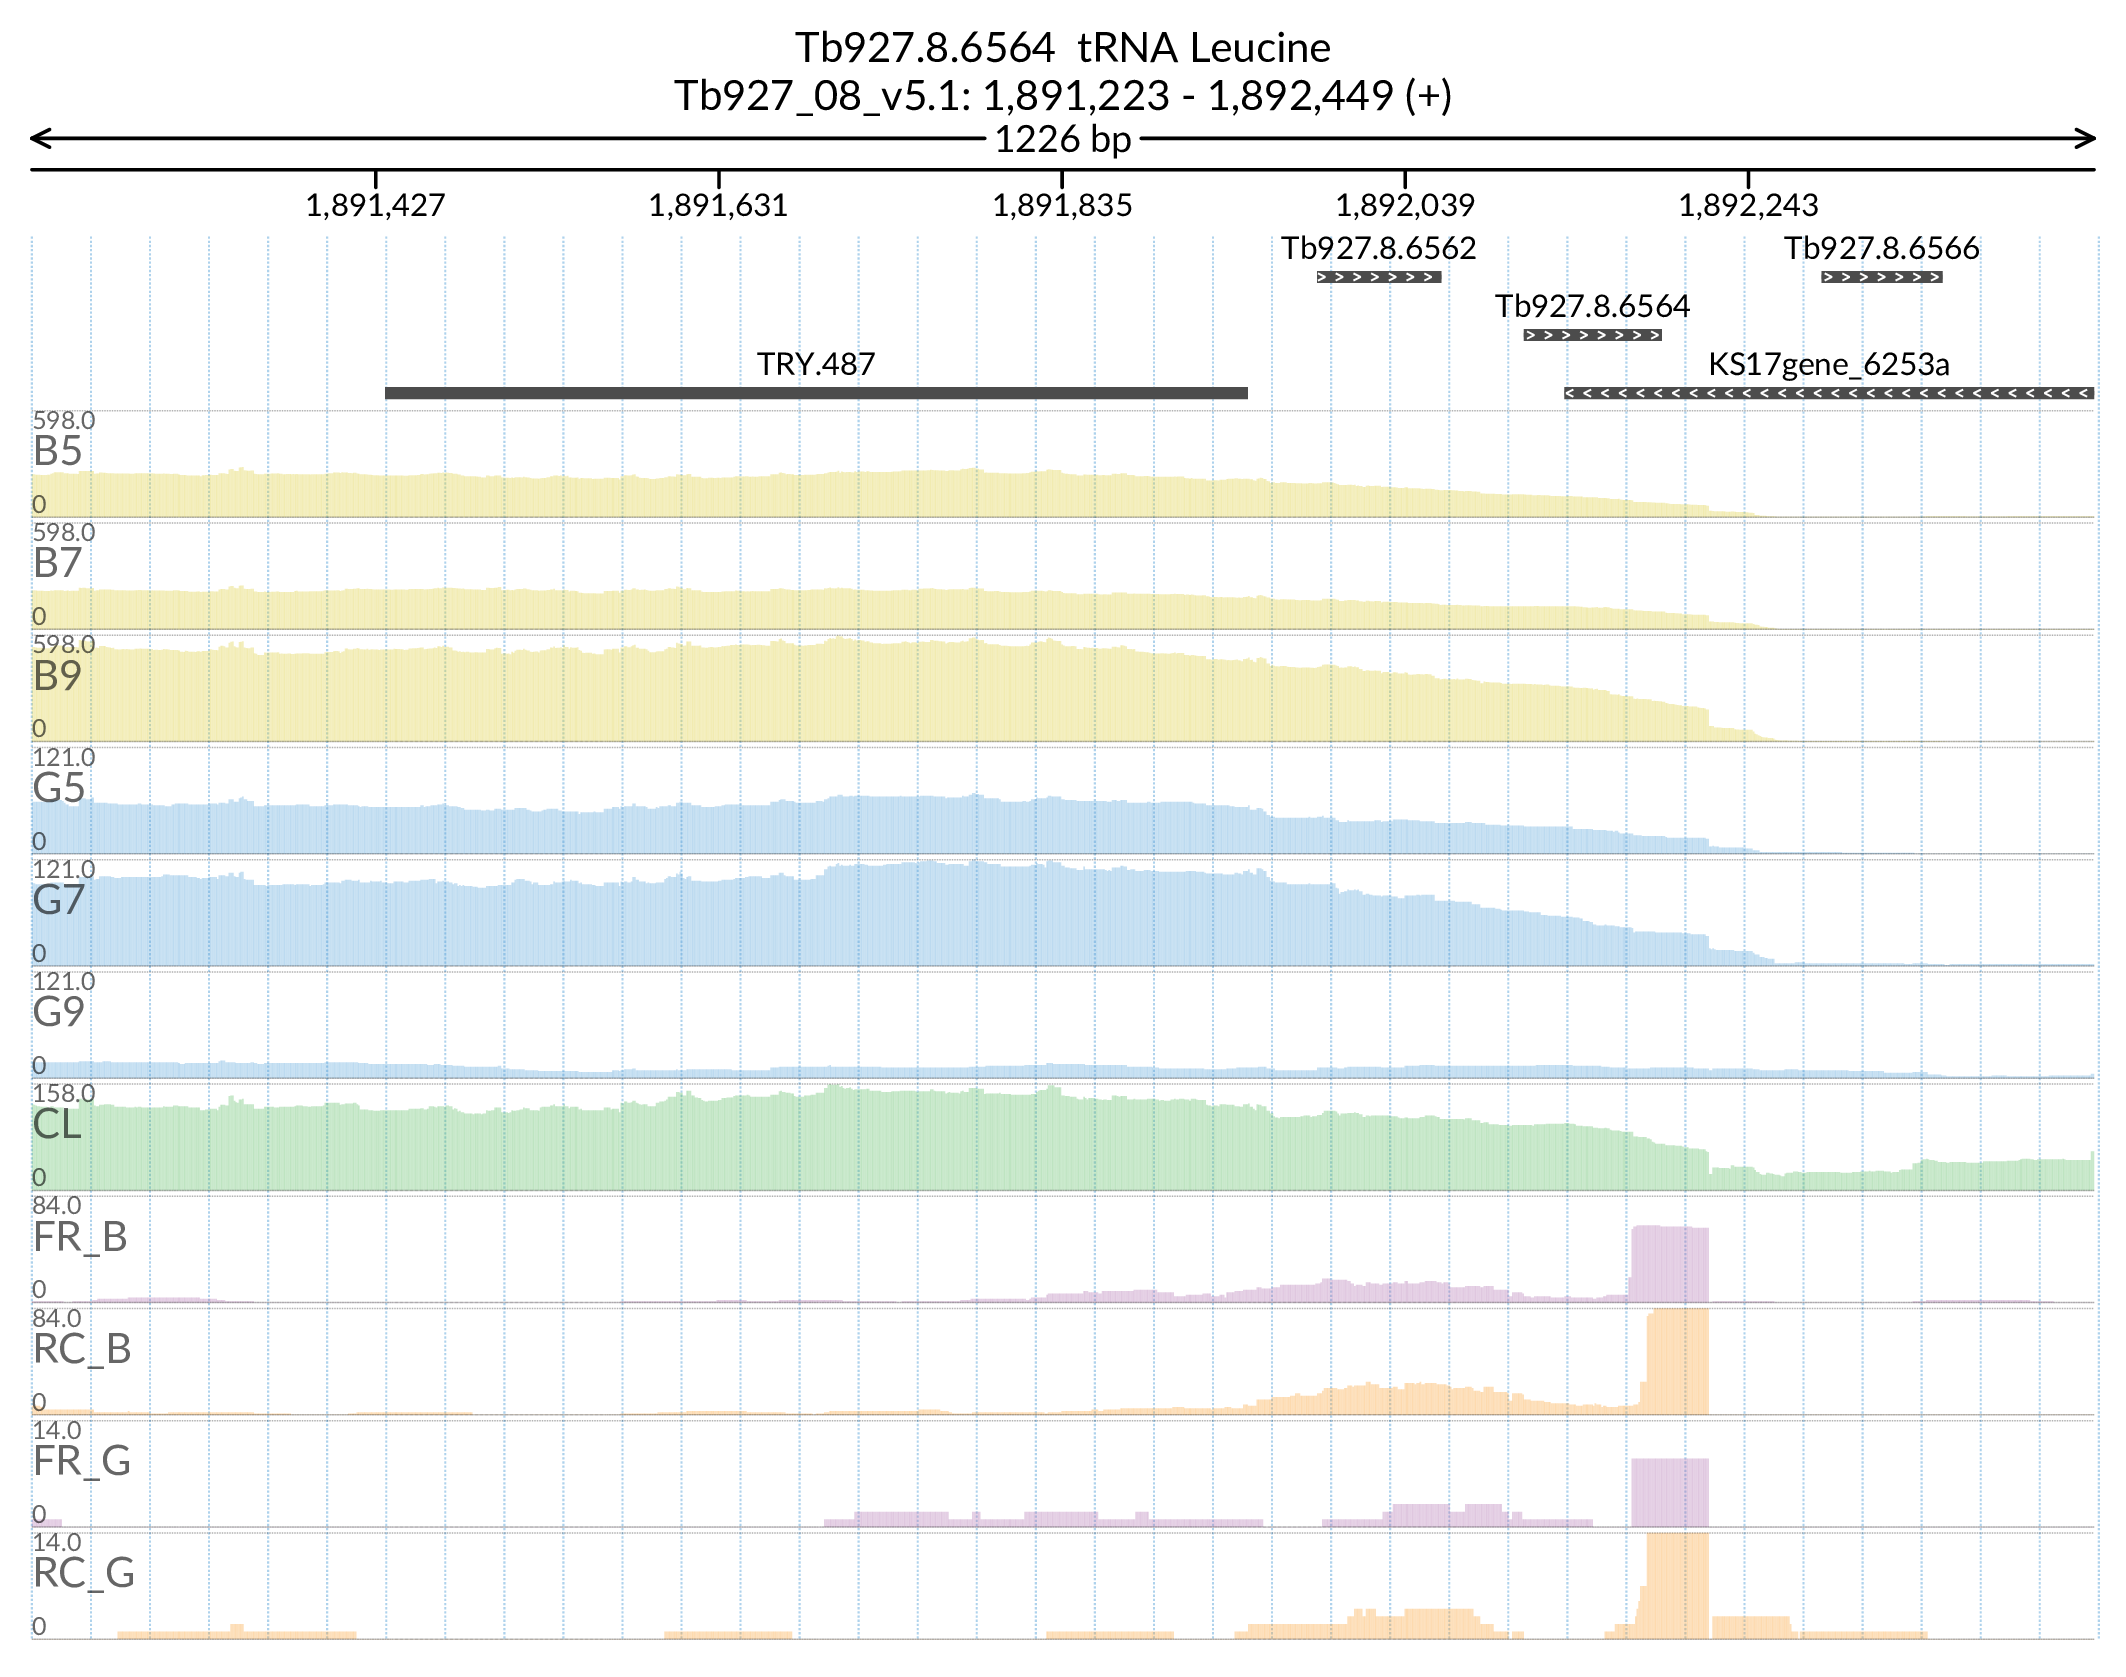 Tb927.8.6564 tRNA Leucine
Tb927_08_v5.1: 1,891,223 - 1,892,449 (+)
1226 bp
1,891,427 1,891,631 1,891,835 1,892,039 1,892,243
Tb927.8.6562 Tb927.8.6566
Tb927.8.6564
TRY.487 KS17gene_6253a
598.0
B5
0
598.0
B7
0
598.0
B9
0
121.0
G5
0
121.0
G7
0
121.0
G9
0
158.0
CL
0
84.0
FR_B
0
84.0
RC_B
0
14.0
FR_G
0
14.0
RC_G
0